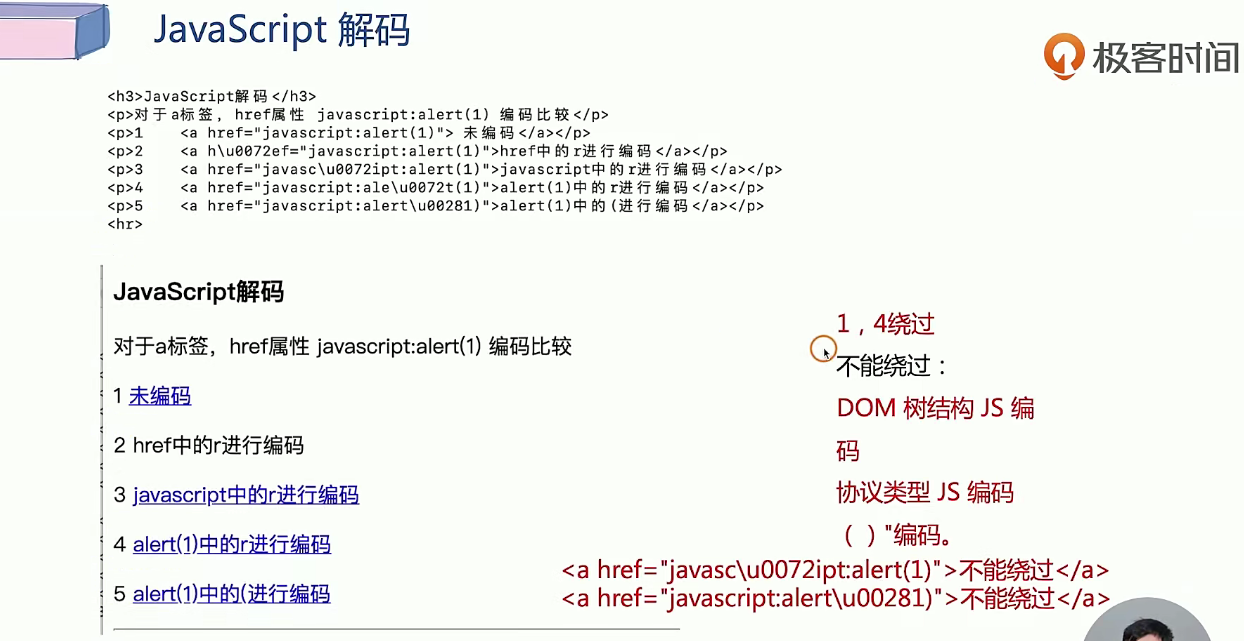 JavaScript 解码
极客时间
<h3>JavaScript解码</h3>
<p>对于a标签，href属性 javascript:alert(1) 编码比较</p>
<p>1    <a href="javascript:alert(1)"> 未编码</a></p>
<p>2    <a h\u0072ef="javascript:alert(1)">href中的r进行编码</a></p>
<p>3    <a href="javasc\u0072ipt:alert(1)">javascript中的r进行编码</a></p>
<p>4    <a href="javascript:ale\u0072t(1)">alert(1)中的r进行编码</a></p>
<p>5    <a href="javascript:alert\u00281)">alert(1)中的(进行编码</a></p>
<hr>
JavaScript解码
对于a标签，href属性 javascript:alert(1) 编码比较
1 未编码
2 href中的r进行编码
3 javascript中的r进行编码
4 alert(1)中的r进行编码
5 alert(1)中的(进行编码
1，4绕过
不能绕过：
DOM 树结构 JS 编
码
协议类型 JS 编码
（ ）"编码。
<a href="javasc\u0072ipt:alert(1)">不能绕过</a>
<a href="javascript:alert\u00281)">不能绕过</a>